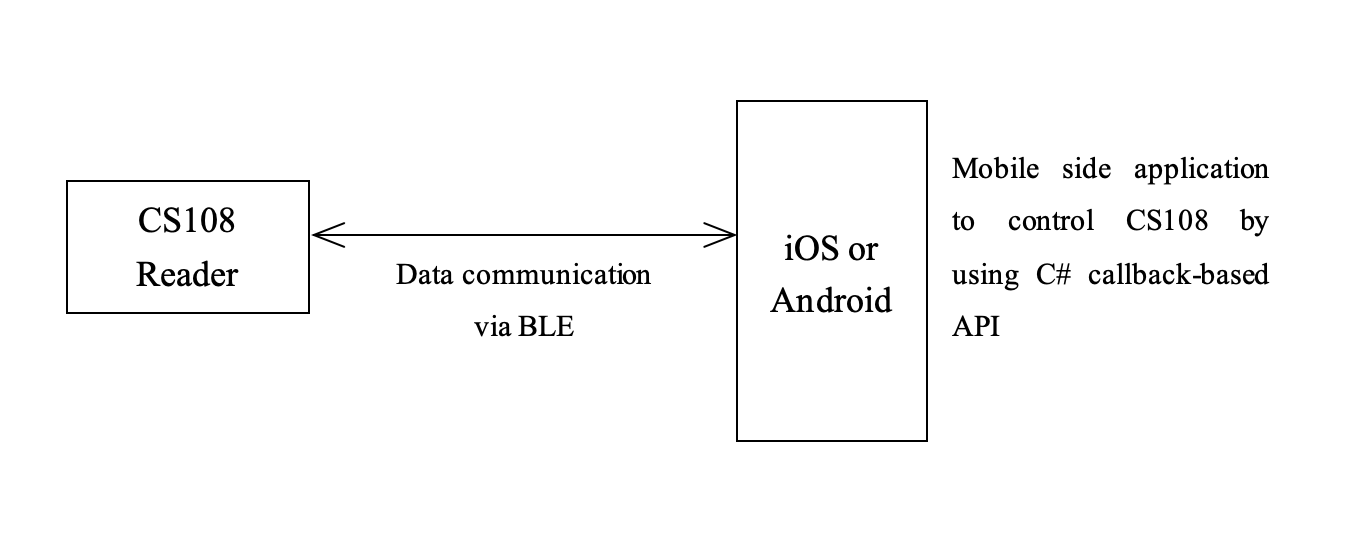 CS108
Reader
Data communication
via BLE
iOS or
Android
Mobile side application
to control CS108 by
using C# callback-based
API